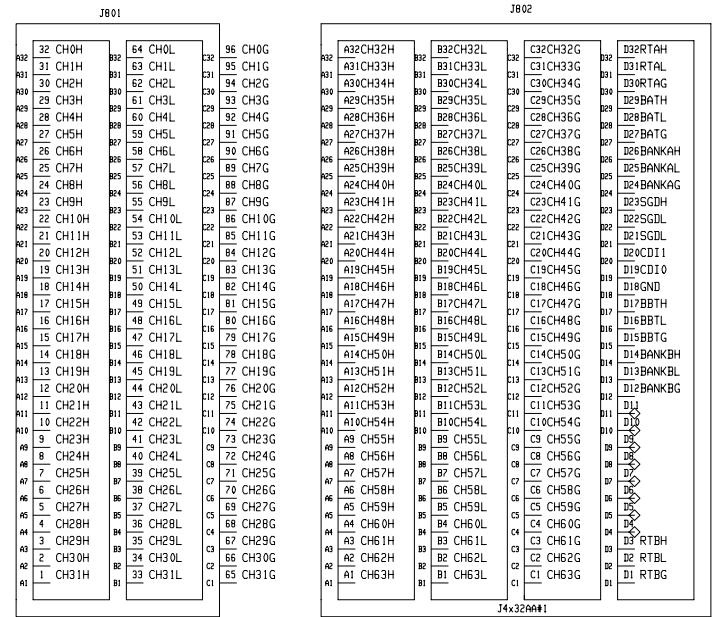 J801 J802
A32 32 CH0H B32 64 CH0L C32 96 CH0G A32 A32CH32H B32 B32CH32L C32 C32CH32G D32 D32RTAH
A31 31 CH1H B31 63 CH1L C31 95 CH1G A31 A31CH33H B31 B31CH33L C31 C31CH33G D31 D31RTAL
A30 30 CH2H B30 62 CH2L C30 94 CH2G A30 A30CH34H B30 B30CH34L C30 C30CH34G D30 D30RTAG
A29 29 CH3H B29 61 CH3L C29 93 CH3G A29 A29CH35H B29 B29CH35L C29 C29CH35G D29 D29BATH
A28 28 CH4H B28 60 CH4L C28 92 CH4G A28 A28CH36H B28 B28CH36L C28 C28CH36G D28 D28BATL
A27 27 CH5H B27 59 CH5L C27 91 CH5G A27 A27CH37H B27 B27CH37L C27 C27CH37G D27 D27BATG
A26 26 CH6H B26 58 CH6L C26 90 CH6G A26 A26CH38H B26 B26CH38L C26 C26CH38G D26 D26BANKAH
A25 25 CH7H B25 57 CH7L C25 89 CH7G A25 A25CH39H B25 B25CH39L C25 C25CH39G D25 D25BANKAL
A24 24 CH8H B24 56 CH8L C24 88 CH8G A24 A24CH40H B24 B24CH40L C24 C24CH40G D24 D24BANKAG
A23 23 CH9H B23 55 CH9L C23 87 CH9G A23 A23CH41H B23 B23CH41L C23 C23CH41G D23 D23SGDH
A22 22 CH10H B22 54 CH10L C22 86 CH10G A22 A22CH42H B22 B22CH42L C22 C22CH42G D22 D22SGDL
A21 21 CH11H B21 53 CH11L C21 85 CH11G A21 A21CH43H B21 B21CH43L C21 C21CH43G D21 D21SGDL
A20 20 CH12H B20 52 CH12L C20 84 CH12G A20 A20CH44H B20 B20CH44L C20 C20CH44G D20 D20CDI1
A19 19 CH13H B19 51 CH13L C19 83 CH13G A19 A19CH45H B19 B20CH44L C19 C19CH45G D19 D19CDI0
A18 18 CH14H B18 50 CH14L C18 82 CH14G A18 A18CH46H B18 B18CH46L C18 C18CH46G D18 D18GND
A17 17 CH15H B17 49 CH15L C17 81 CH15G A17 A17CH47H B17 B17CH47L C17 C17CH47G D17 D17BBTH
A16 16 CH16H B16 48 CH16L C16 80 CH16G A16 A16CH48H B16 B16CH48L C16 C16CH48G D16 D16BBTL
A15 15 CH17H B15 47 CH17L C15 79 CH17G A15 A15CH49H B15 B15CH49L C15 C15CH49G D15 D15BBTG
A14 14 CH18H B14 46 CH18L C14 78 CH18G A14 A14CH50H B14 B14CH50L C14 C14CH50G D14 D14BANKBH
A13 13 CH19H B13 45 CH19L C13 77 CH19G A13 A13CH51H B13 B13CH51L C13 C13CH51G D13 D13BANKBL
A12 12 CH20H B12 44 CH20L C12 76 CH20G A12 A12CH52H B12 B12CH52L C12 C12CH52G D12 D12BANKBG
A11 11 CH21H B11 43 CH21L C11 75 CH21G A11 A11CH53H B11 B11CH53L C11 C11CH53G D11 D11
A10 10 CH22H B10 42 CH22L C10 74 CH22G A10 A10CH54H B10 B10CH54L C10 C10CH54G D10 D10
A9 9 CH23H B9 41 CH23L C9 73 CH23G A9 A9 CH55H B9 B9 CH55L C9 C9 CH55G D9 D9
A8 8 CH24H B8 40 CH24L C8 72 CH24G A8 A8 CH56H B8 B8 CH56L C8 C8 CH56G D8 D8
A7 7 CH25H B7 39 CH25L C7 71 CH25G A7 A7 CH57H B7 B7 CH57L C7 C7 CH57G D7 D7
A6 6 CH26H B6 38 CH26L C6 70 CH26G A6 A6 CH58H B6 B6 CH58L C6 C6 CH58G D6 D6
A5 5 CH27H B5 37 CH27L C5 69 CH27G A5 A5 CH59H B5 B5 CH59L C5 C5 CH59G D5 D5
A4 4 CH28H B4 36 CH28L C4 68 CH28G A4 A4 CH60H B4 B4 CH60L C4 C4 CH60G D4 D4
A3 3 CH29H B3 35 CH29L C3 67 CH29G A3 A3 CH61H B3 B3 CH61L C3 C3 CH61G D3 D3 RTBH
A2 2 CH30H B2 34 CH30L C2 66 CH30G A2 A2 CH62H B2 B2 CH62L C2 C2 CH62G D2 D2 RTBL
A1 1 CH31H B1 33 CH31L C1 65 CH31G A1 A1 CH63H B1 B1 CH63L C1 C1 CH63G D1 D1 RTBG
J4x32AA#1